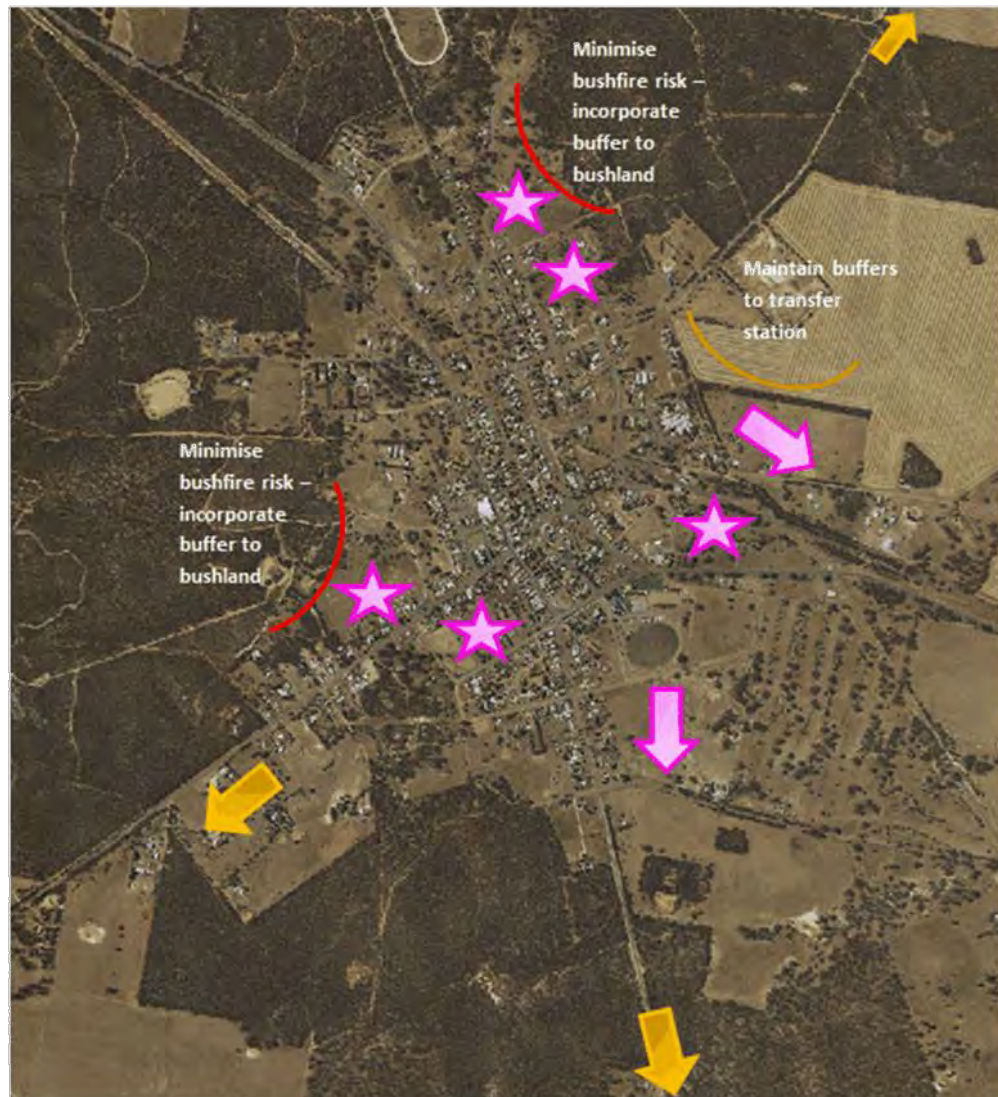 Minimise
bushfire risk –
incorporate
buffer to
bushland
Maintain buffers
to transfer
station
Minimise
bushfire risk –
incorporate
buffer to
bushland